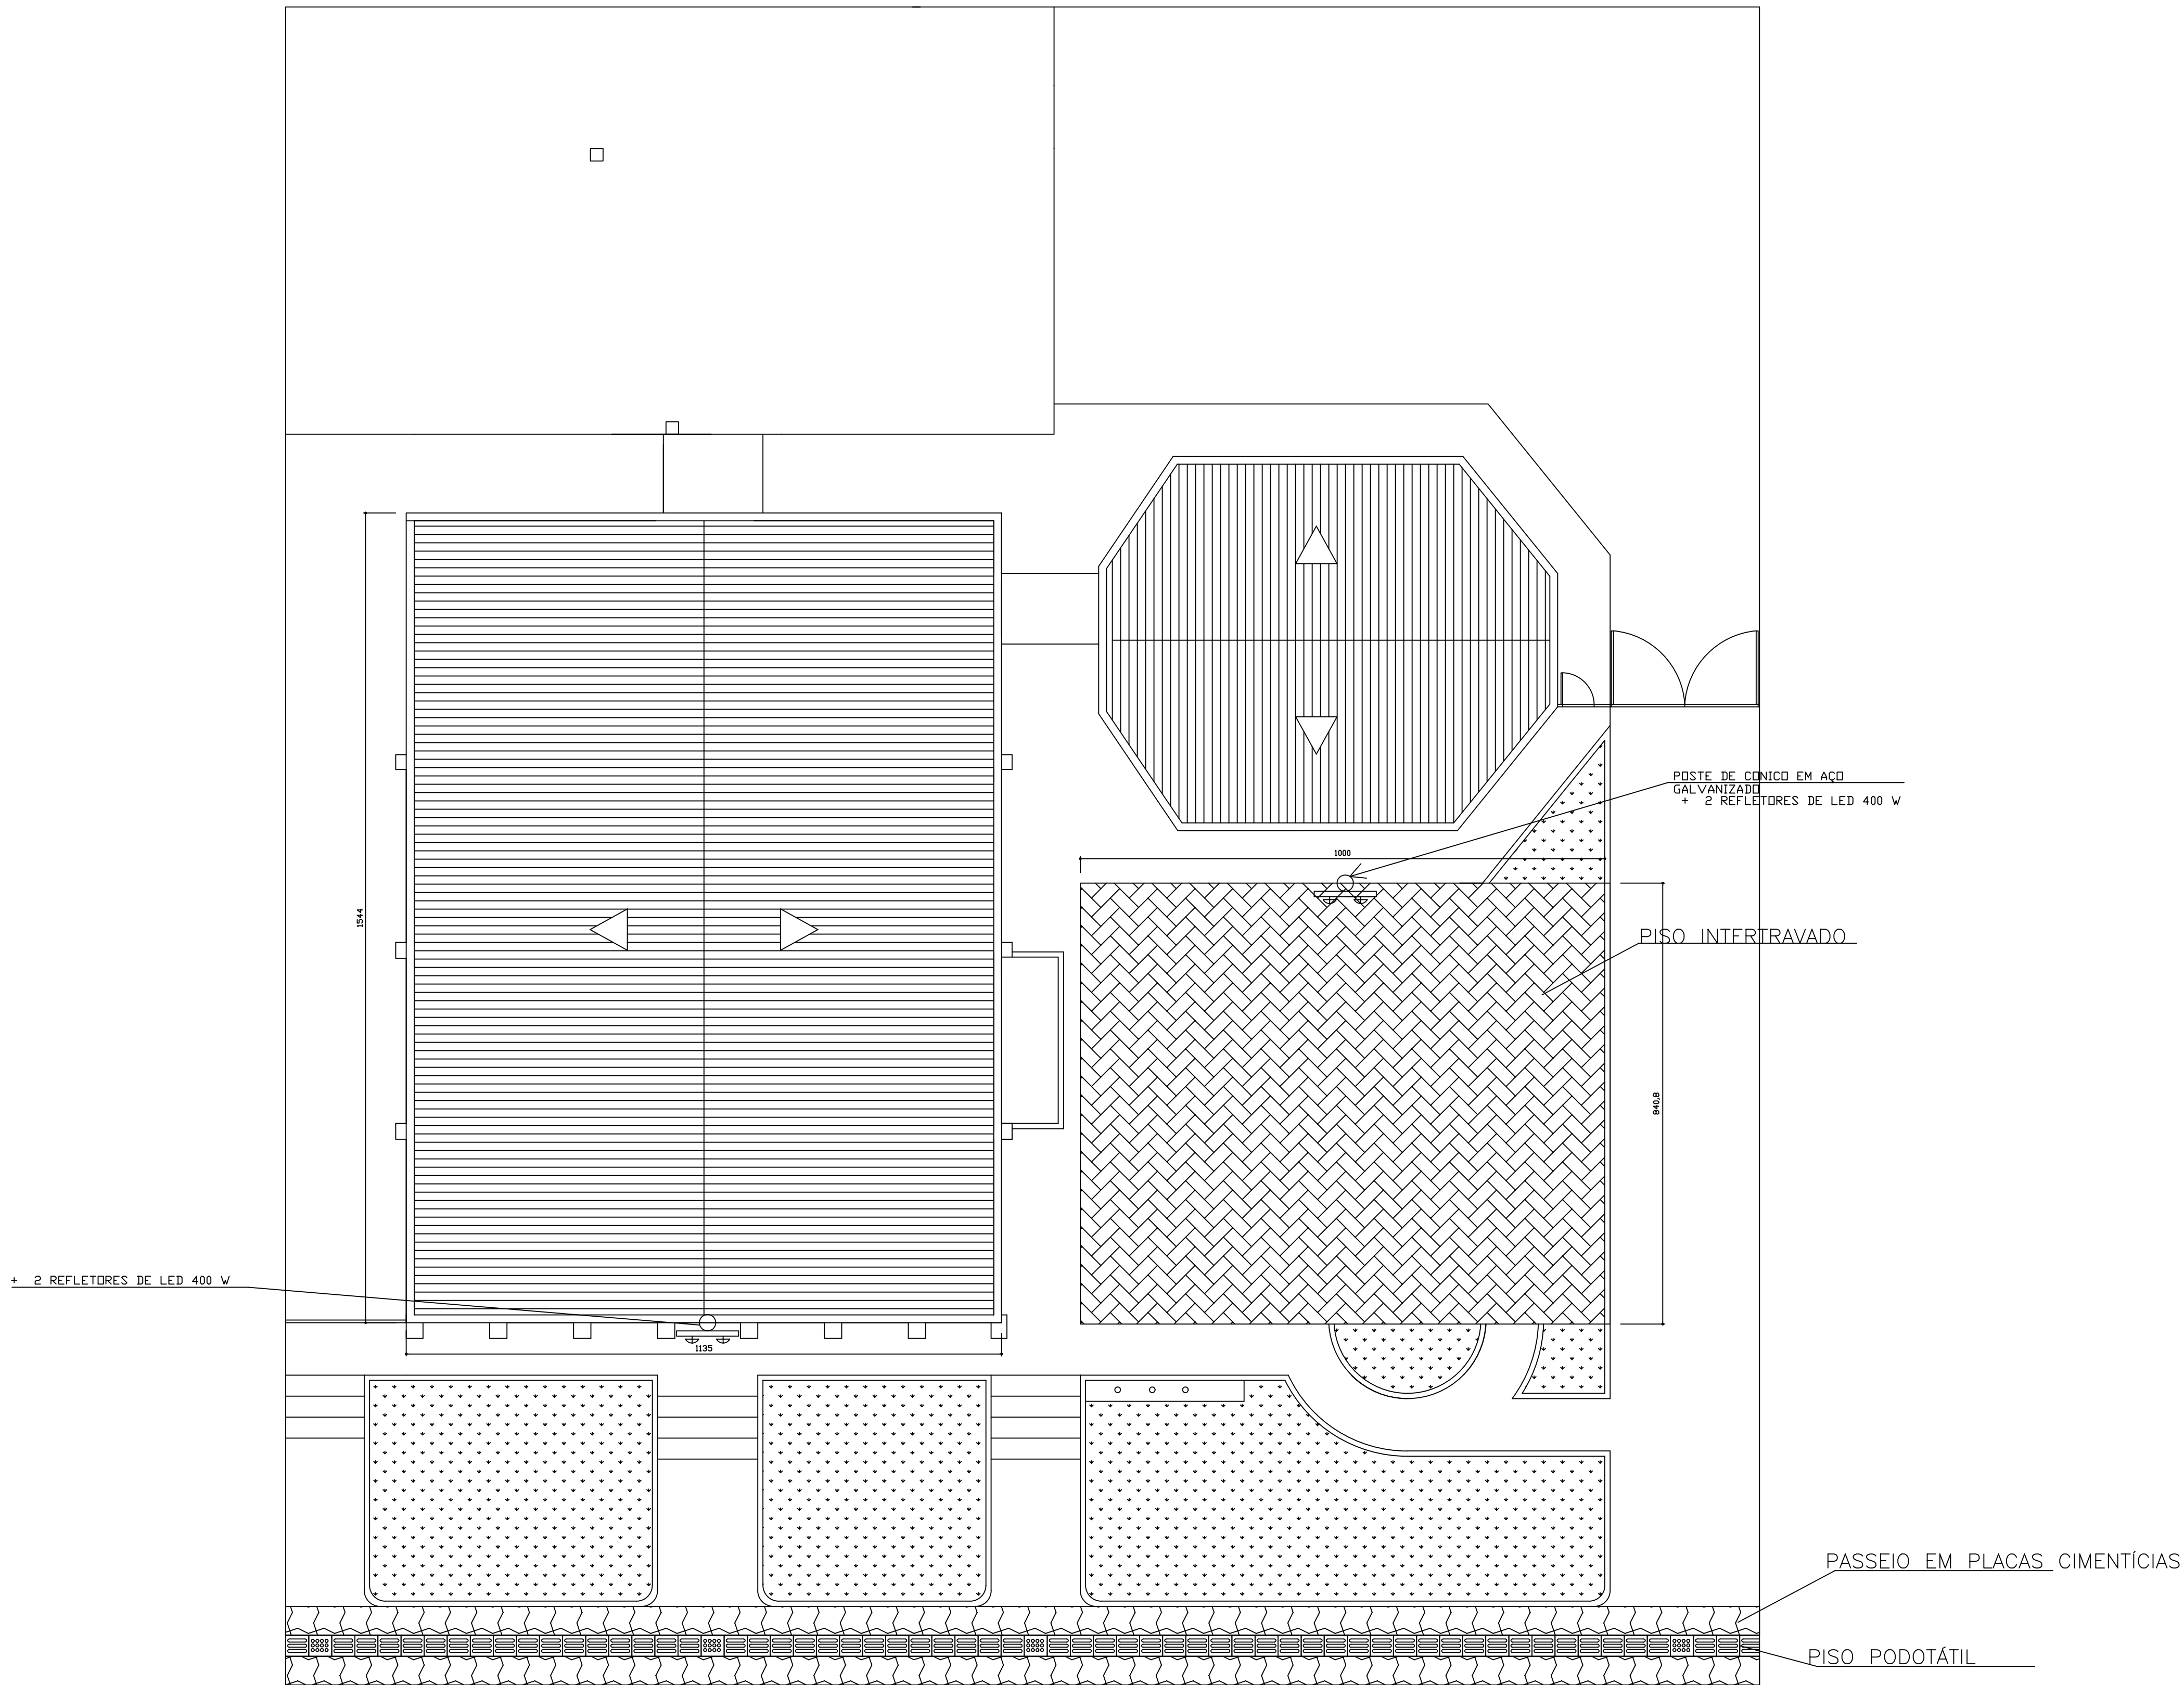 POSTE DE CONICO EM AÇO
GALVANIZADO
+ 2 REFLETORES DE LED 400 W
1000
1544
PISO INTERTRAVADO
840,8
+ 2 REFLETORES DE LED 400 W
1135
PASSEIO EM PLACAS CIMENTÍCIAS
PISO PODOTÁTIL